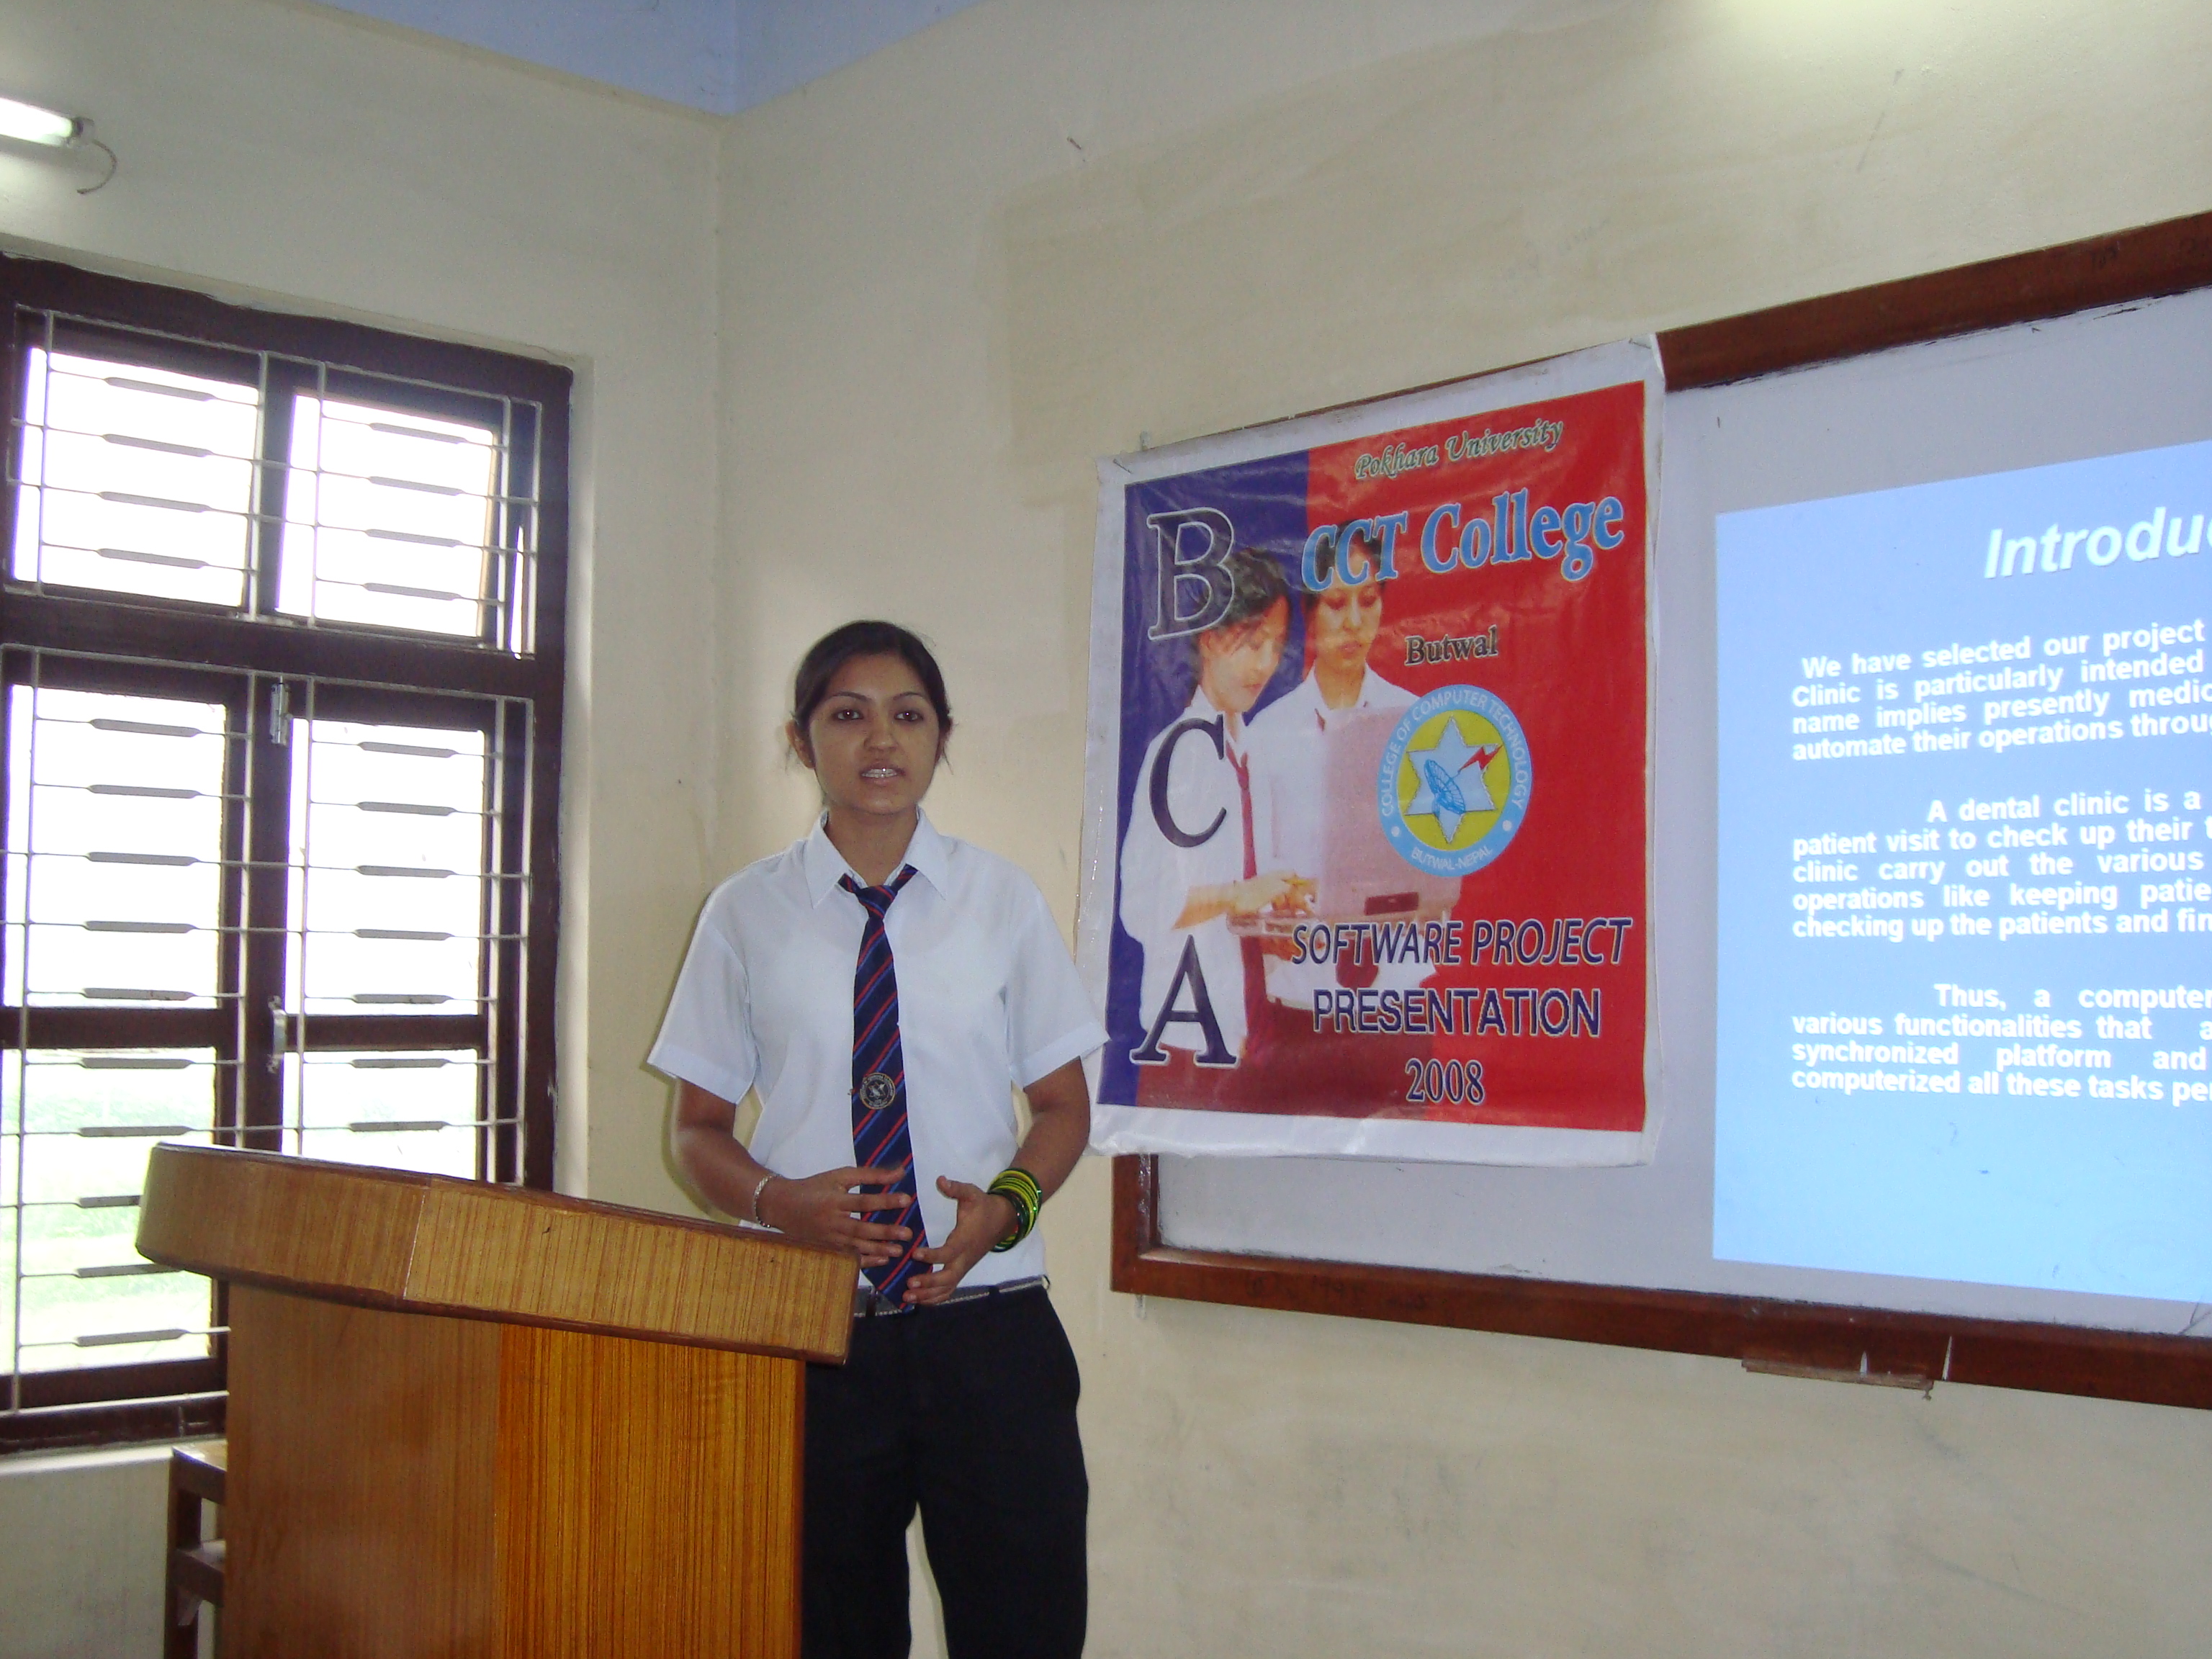 Pokhara University
CCT College
Butwal
B
C
A
COLLEGE OF COMPUTER TECHNOLOGY
BUTWAL-NEPAL
SOFTWARE PROJECT
PRESENTATION
2008
Introdu
We have selected our project
Clinic is particularly intended
name implies presently medic
automate their operations throu
A dental clinic is a
patient visit to check up their t
clinic carry out the various
operations like keeping patie
checking up the patients and fin
Thus, a computer
various functionalities that a
synchronized platform and
computerized all these tasks pe